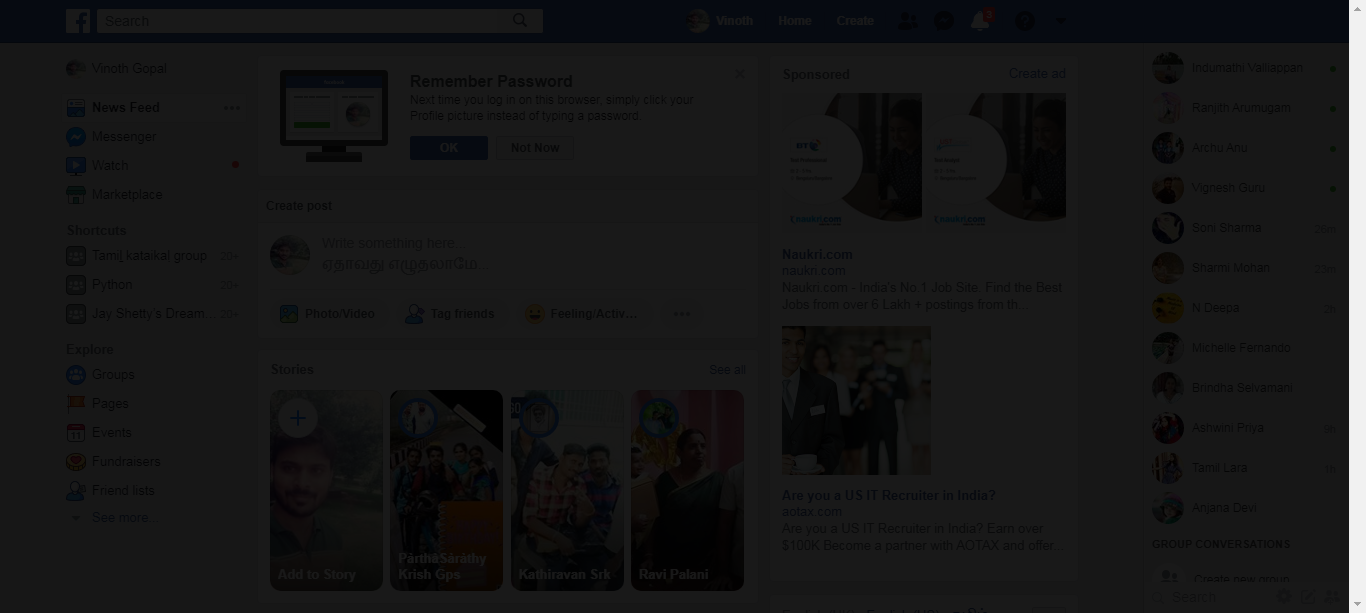 Search
Vinoth
Home
Create
2
Vinoth Gopal
News Feed
Messenger
Watch
Marketplace
Shortcuts
Tamil kataikal group 20+
Python 20+
Jay Shetty's Dream... 20+
Explore
Groups
Pages
Events
Fundraisers
Friend lists
See more...
Remember Password
Next time you log in on this browser, simply click your
Profile picture instead of typing a password.
OK
Not Now
Create post
Write something here...
ஏதாவது எழுதலாமே...
Photo/Video
Tag friends
Feeling/Activ...
Stories
See all
Add to Story
PárthaSáráthy
Krish Gps
Kathiravan Srk
Ravi Palani
Sponsored
Create ad
BT
naukri.com
Naukri.com
naukri.com
Naukri.com - India's No.1 Job Site. Find the Best
Jobs from over 6 Lakh + postings from th...
Are you a US IT Recruiter in India?
aotax.com
Are you a US IT Recruiter in India? Earn over
$100K Become a partner with AOTAX and offer...
Indumathi Valliappan
Ranjith Arumugam
Archu Anu
Vignesh Guru
Soni Sharma
Sharmi Mohan
N Deepa 2h
Michelle Fernando
Brindha Selvamani
Ashwini Priya
Tamil Lara 1h
Anjana Devi
GROUP CONVERSATIONS
Create new group
Search